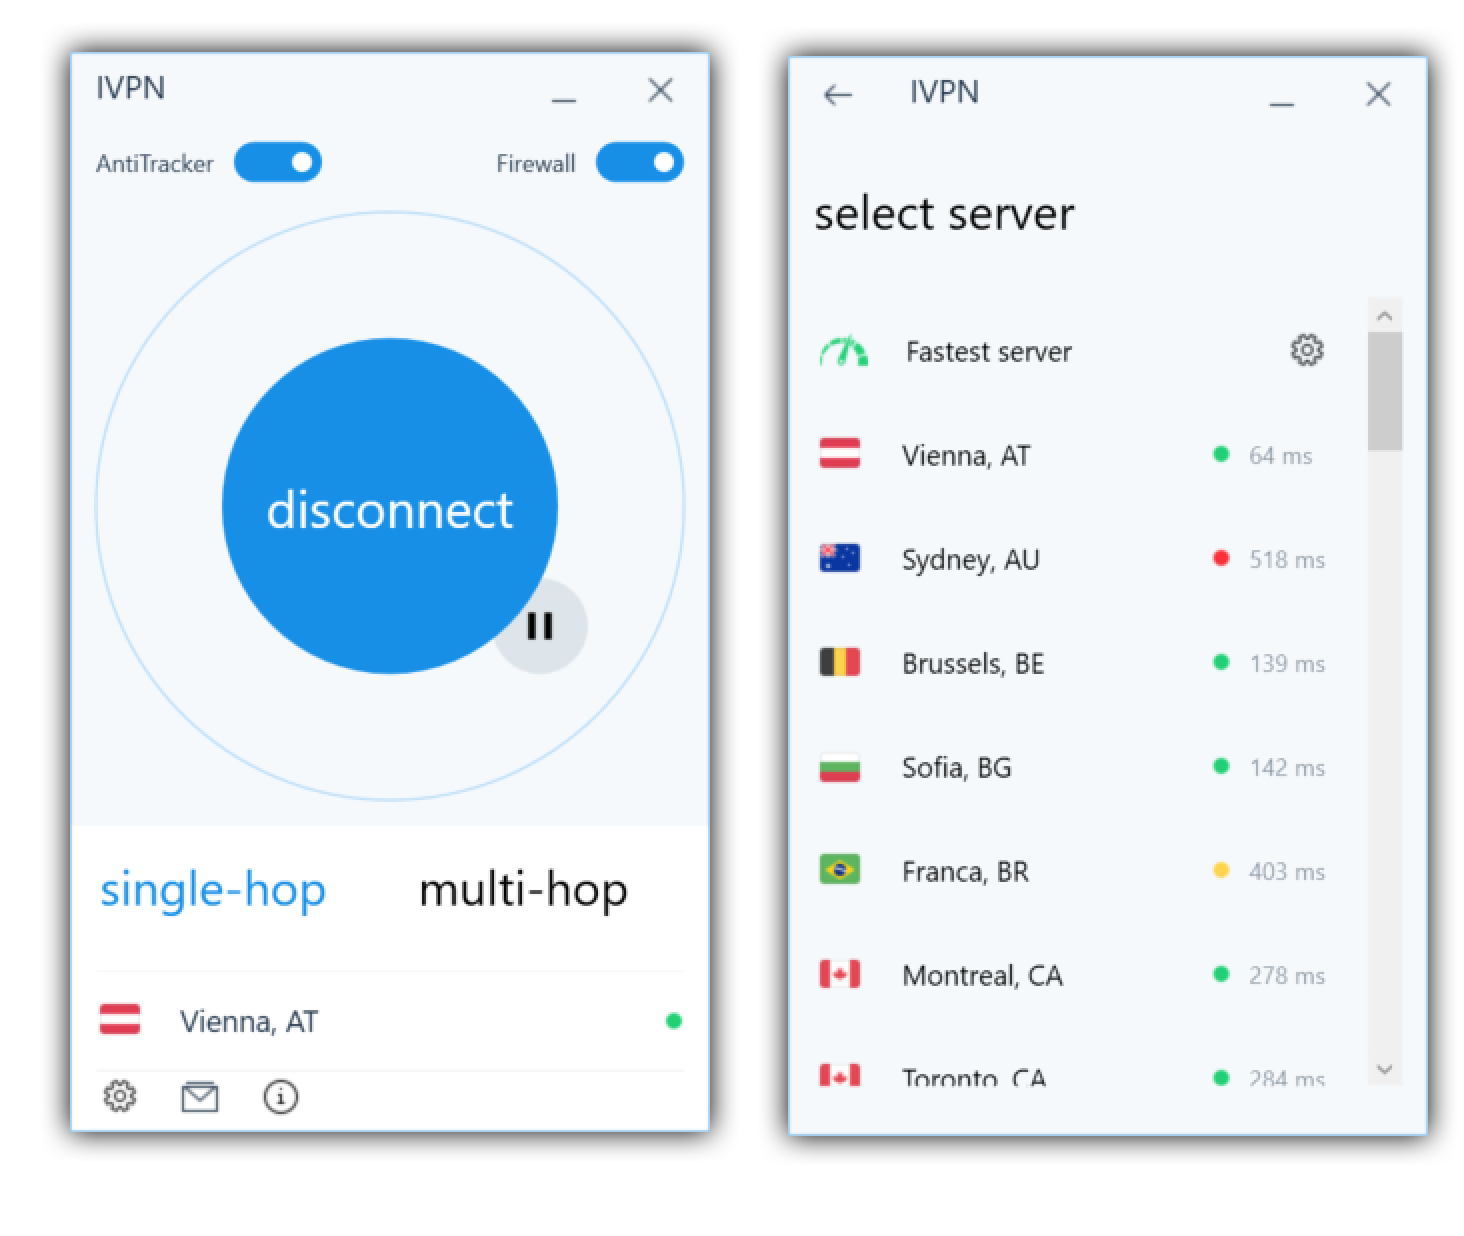 IVPN
AntiTracker Firewall
disconnect
single-hop multi-hop
Vienna, AT
IVPN
select server
Fastest server
Vienna, AT 64 ms
Sydney, AU 518 ms
Brussels, BE 139 ms
Sofia, BG 142 ms
Franca, BR 403 ms
Montreal, CA 278 ms
Toronto, CA 284 ms